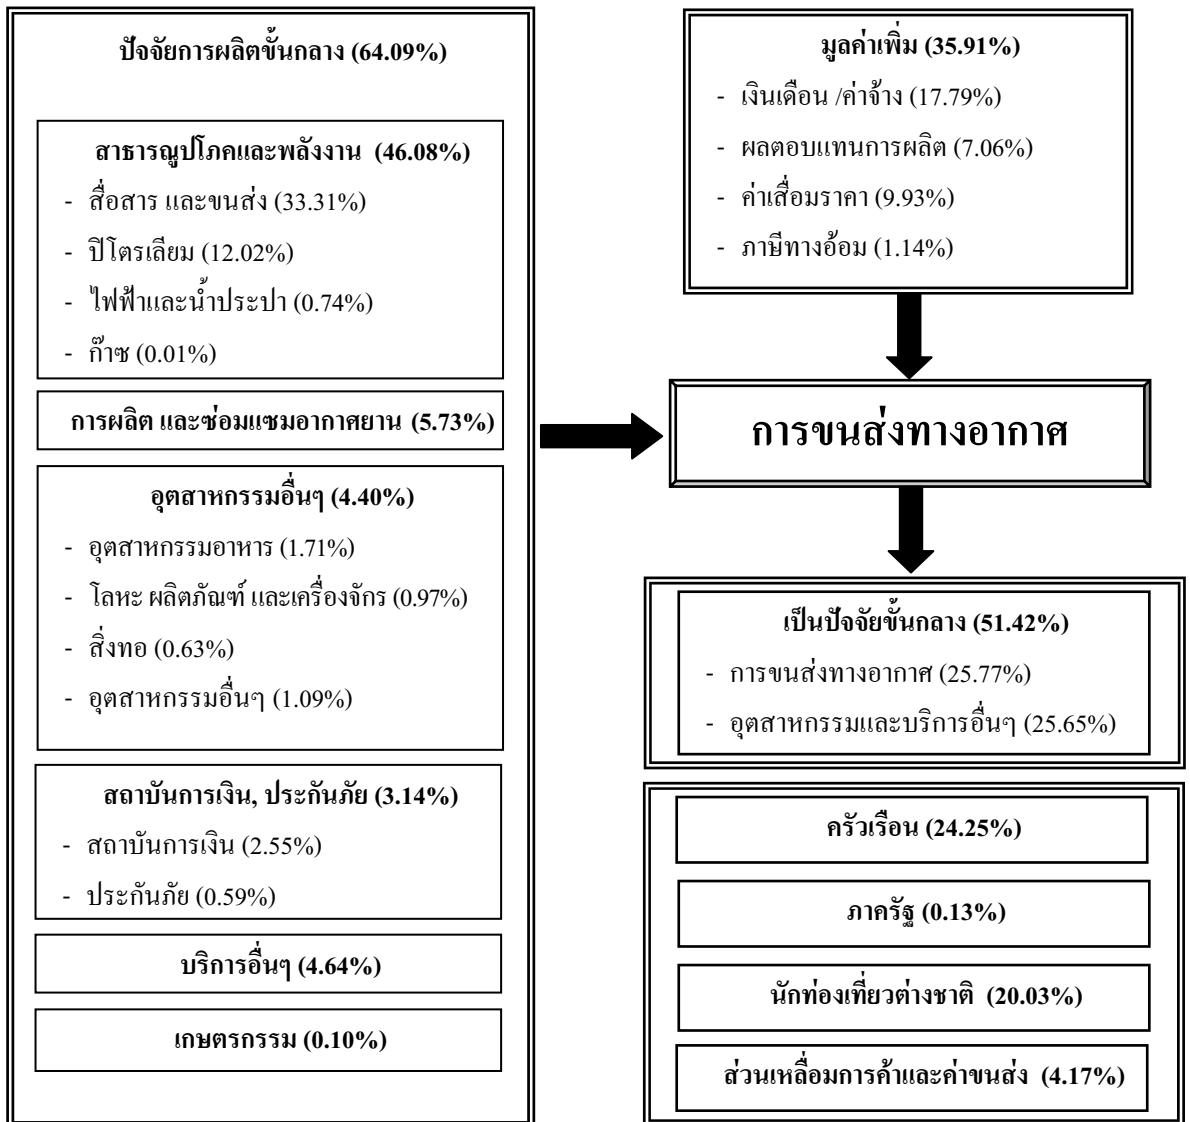 ปัจจัยการผลิตขั้นกลาง (64.09%)
สาธารณูปโภคและพลังงาน (46.08%)
- สื่อสาร และขนส่ง (33.31%)
- ปิโตรเลียม (12.02%)
- ไฟฟ้าและน้ำประปา (0.74%)
- ก๊าซ (0.01%)
การผลิต และซ่อมแซมอากาศยาน (5.73%)
อุตสาหกรรมอื่นๆ (4.40%)
- อุตสาหกรรมอาหาร (1.71%)
- โลหะ ผลิตภัณฑ์ และเครื่องจักร (0.97%)
- สิ่งทอ (0.63%)
- อุตสาหกรรมอื่นๆ (1.09%)
สถาบันการเงิน, ประกันภัย (3.14%)
- สถาบันการเงิน (2.55%)
- ประกันภัย (0.59%)
บริการอื่นๆ (4.64%)
เกษตรกรรม (0.10%)
มูลค่าเพิ่ม (35.91%)
- เงินเดือน /ค่าจ้าง (17.79%)
- ผลตอบแทนการผลิต (7.06%)
- ค่าเสื่อมราคา (9.93%)
- ภาษีทางอ้อม (1.14%)
การขนส่งทางอากาศ
เป็นปัจจัยขั้นกลาง (51.42%)
- การขนส่งทางอากาศ (25.77%)
- อุตสาหกรรมและบริการอื่นๆ (25.65%)
ครัวเรือน (24.25%)
ภาครัฐ (0.13%)
นักท่องเที่ยวต่างชาติ (20.03%)
ส่วนเหลื่อมการค้าและค่าขนส่ง (4.17%)